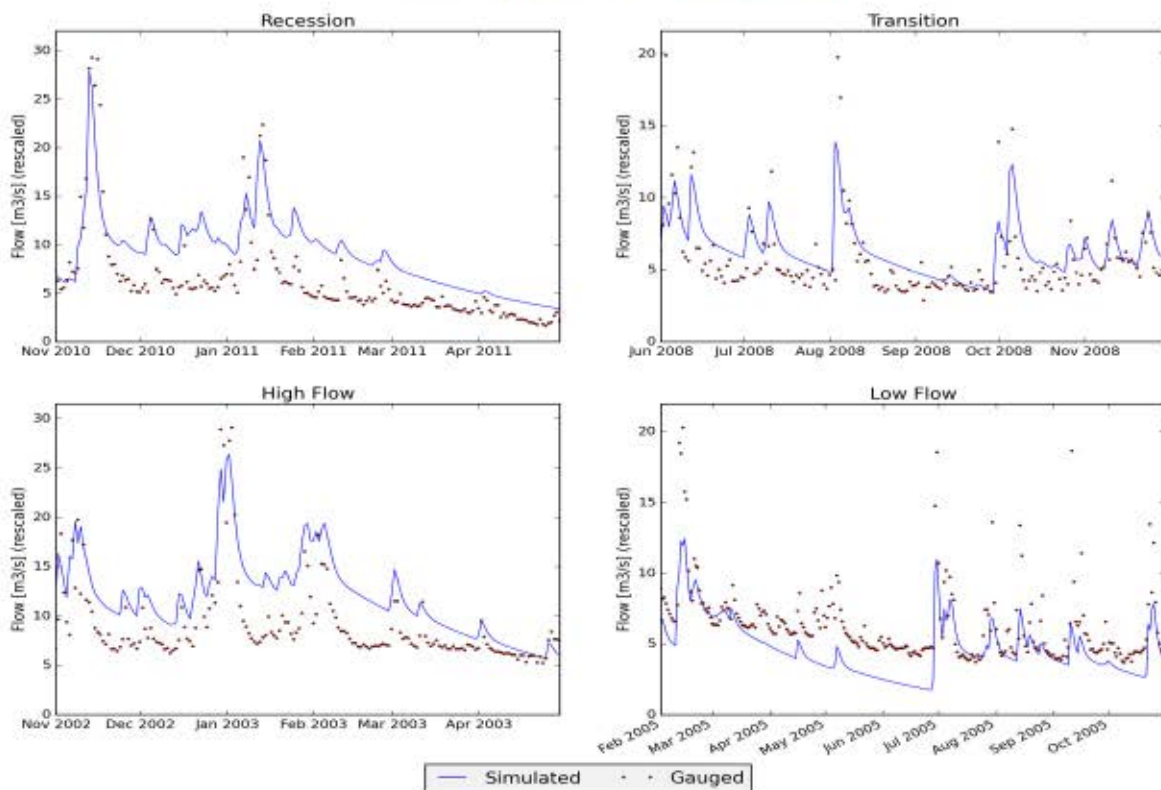 Recession
Flow [m3/s] (rescaled)
30
25
20
15
10
5
0
Nov 2010 Dec 2010 Jan 2011 Feb 2011 Mar 2011 Apr 2011
Transition
Flow [m3/s] (rescaled)
20
15
10
5
0
Jun 2008 Jul 2008 Aug 2008 Sep 2008 Oct 2008 Nov 2008
High Flow
Flow [m3/s] (rescaled)
30
25
20
15
10
5
0
Nov 2002 Dec 2002 Jan 2003 Feb 2003 Mar 2003 Apr 2003
Low Flow
Flow [m3/s] (rescaled)
20
15
10
5
0
Feb 2005 Mar 2005 Apr 2005 May 2005 Jun 2005 Jul 2005 Aug 2005 Sep 2005 Oct 2005
Simulated Gauged